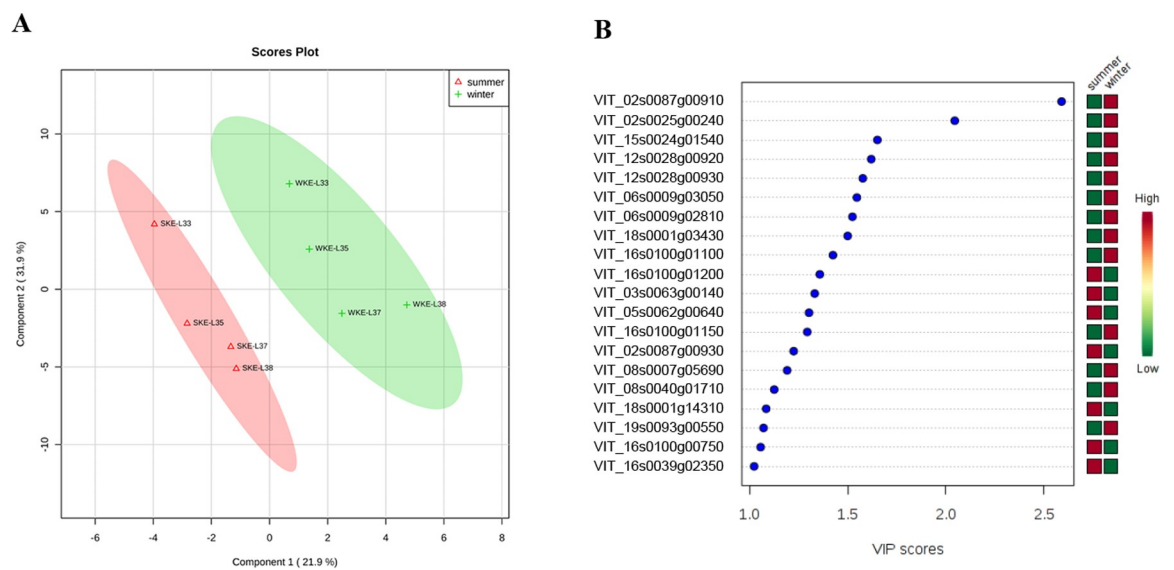 A
Scores Plot
summer
winter
10
5
0
-5
-10
Component 2 ( 31.9 %)
WKE-L33
SKE-L33
WKE-L35
WKE-L38
WKE-L37
SKE-L35
SKE-L37
SKE-L38
-6 -4 -2 0 2 4 6 8
Component 1 ( 21.9 %)
B
summer winter
VIT_02s0087g00910
VIT_02s0025g00240
VIT_15s0024g01540
VIT_12s0028g00920
VIT_12s0028g00930
VIT_06s0009g03050
VIT_06s0009g02810
VIT_18s0001g03430
VIT_16s0100g01100
VIT_16s0100g01200
VIT_03s0063g00140
VIT_05s0062g00640
VIT_16s0100g01150
VIT_02s0087g00930
VIT_08s0007g05690
VIT_08s0040g01710
VIT_18s0001g14310
VIT_19s0093g00550
VIT_16s0100g00750
VIT_16s0039g02350
1.0 1.5 2.0 2.5
VIP scores
High
Low